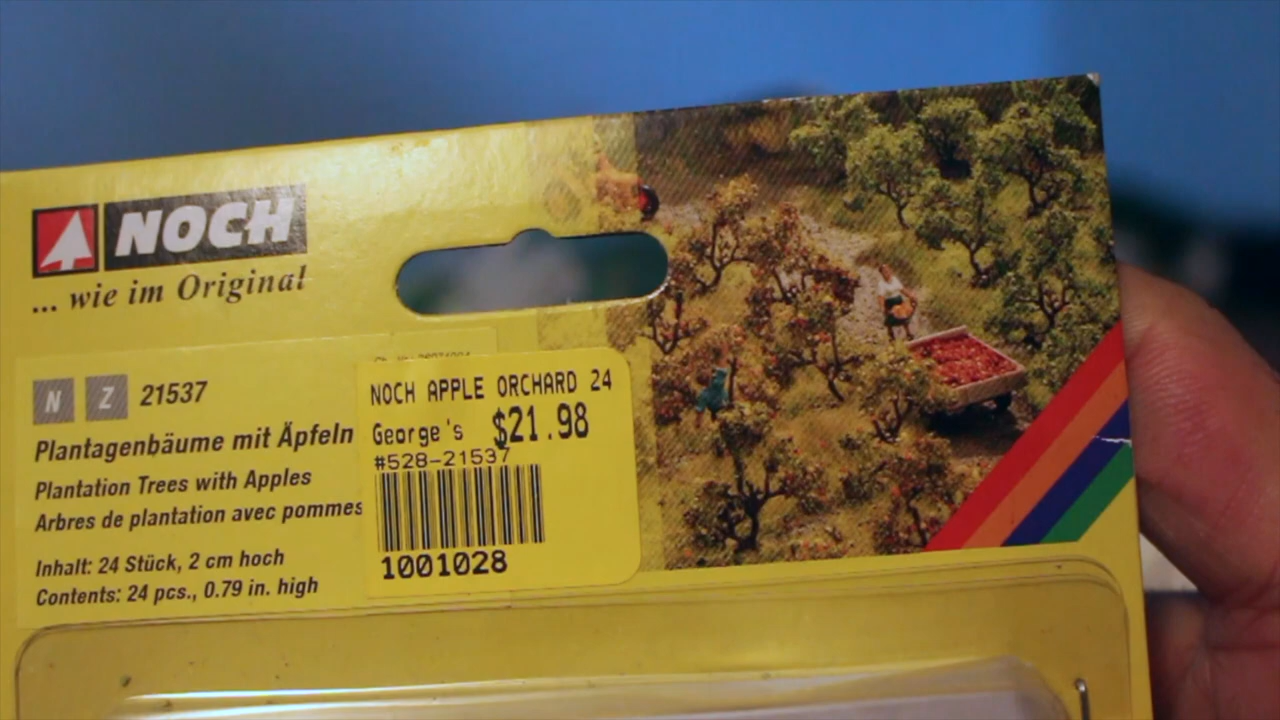 NOCH
... wie im Original
N Z 21537
Plantagenbäume mit Äpfeln
Plantation Trees with Apples
Arbres de plantation avec pommes
Inhalt: 24 Stück, 2 cm hoch
Contents: 24 pcs., 0.79 in. high
NOCH APPLE ORCHARD 24
George's $21.98
#528-21537
1001028